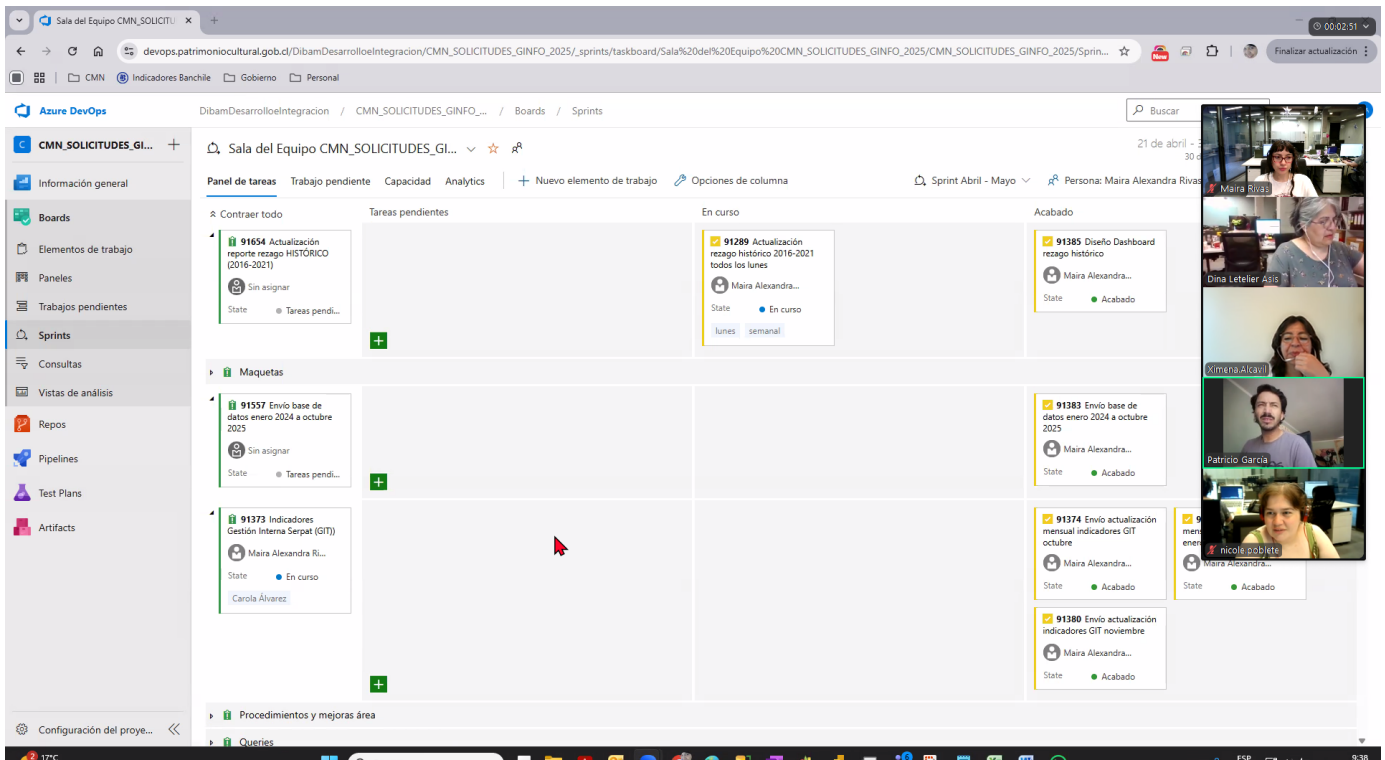 Sala del Equipo CMN_SOLICITU
00:02:51
devops.patrimoniocultural.gob.cl/DibamDesarrolloeIntegracion/CMN_SOLICITUDES_GINFO_2025/_sprints/taskboard/Sala%20del%20Equipo%20CMN_SOLICITUDES_GINFO_2025/CMN_SOLICITUDES_GINFO_2025/Sprin...
New
Finalizar actualización
CMN
Indicadores Banchile
Gobierno
Personal
Azure DevOps
DibamDesarrolloeIntegracion / CMN_SOLICITUDES_GINFO_... / Boards / Sprints
Buscar
C
CMN_SOLICITUDES_GI...
Sala del Equipo CMN_SOLICITUDES_GI...
21 de abril -
30 d
Información general
Panel de tareas
Trabajo pendiente
Capacidad
Analytics
Nuevo elemento de trabajo
Opciones de columna
Sprint Abril - Mayo
Persona: Maira Alexandra Rivas
Boards
Elementos de trabajo
Paneles
Trabajos pendientes
Sprints
Consultas
Vistas de análisis
Repos
Pipelines
Test Plans
Artifacts
Configuración del proye...
Contraer todo
Tareas pendientes
En curso
Acabado
91654 Actualización
reporte rezago HISTÓRICO
(2016-2021)
Sin asignar
State
Tareas pendi...
91289 Actualización
rezago histórico 2016-2021
todos los lunes
Maira Alexandra...
State
En curso
lunes
semanal
91385 Diseño Dashboard
rezago histórico
Maira Alexandra...
State
Acabado
Maquetas
91557 Envío base de
datos enero 2024 a octubre
2025
Sin asignar
State
Tareas pendi...
91383 Envío base de
datos enero 2024 a octubre
2025
Maira Alexandra...
State
Acabado
91373 Indicadores
Gestión Interna Serpat (GIT))
Maira Alexandra Ri...
State
En curso
Carola Álvarez
91374 Envío actualización
mensual indicadores GIT
octubre
Maira Alexandra...
State
Acabado
9
mens
ener
Maira Alexandra...
State
Acabado
91380 Envío actualización
indicadores GIT noviembre
Maira Alexandra...
State
Acabado
Procedimientos y mejoras área
Queries
Maira Rivas
Dina Letelier Asis
Ximena.Alcavil
Patricio García
nicole poblete
2
17°C
ESP
9:38